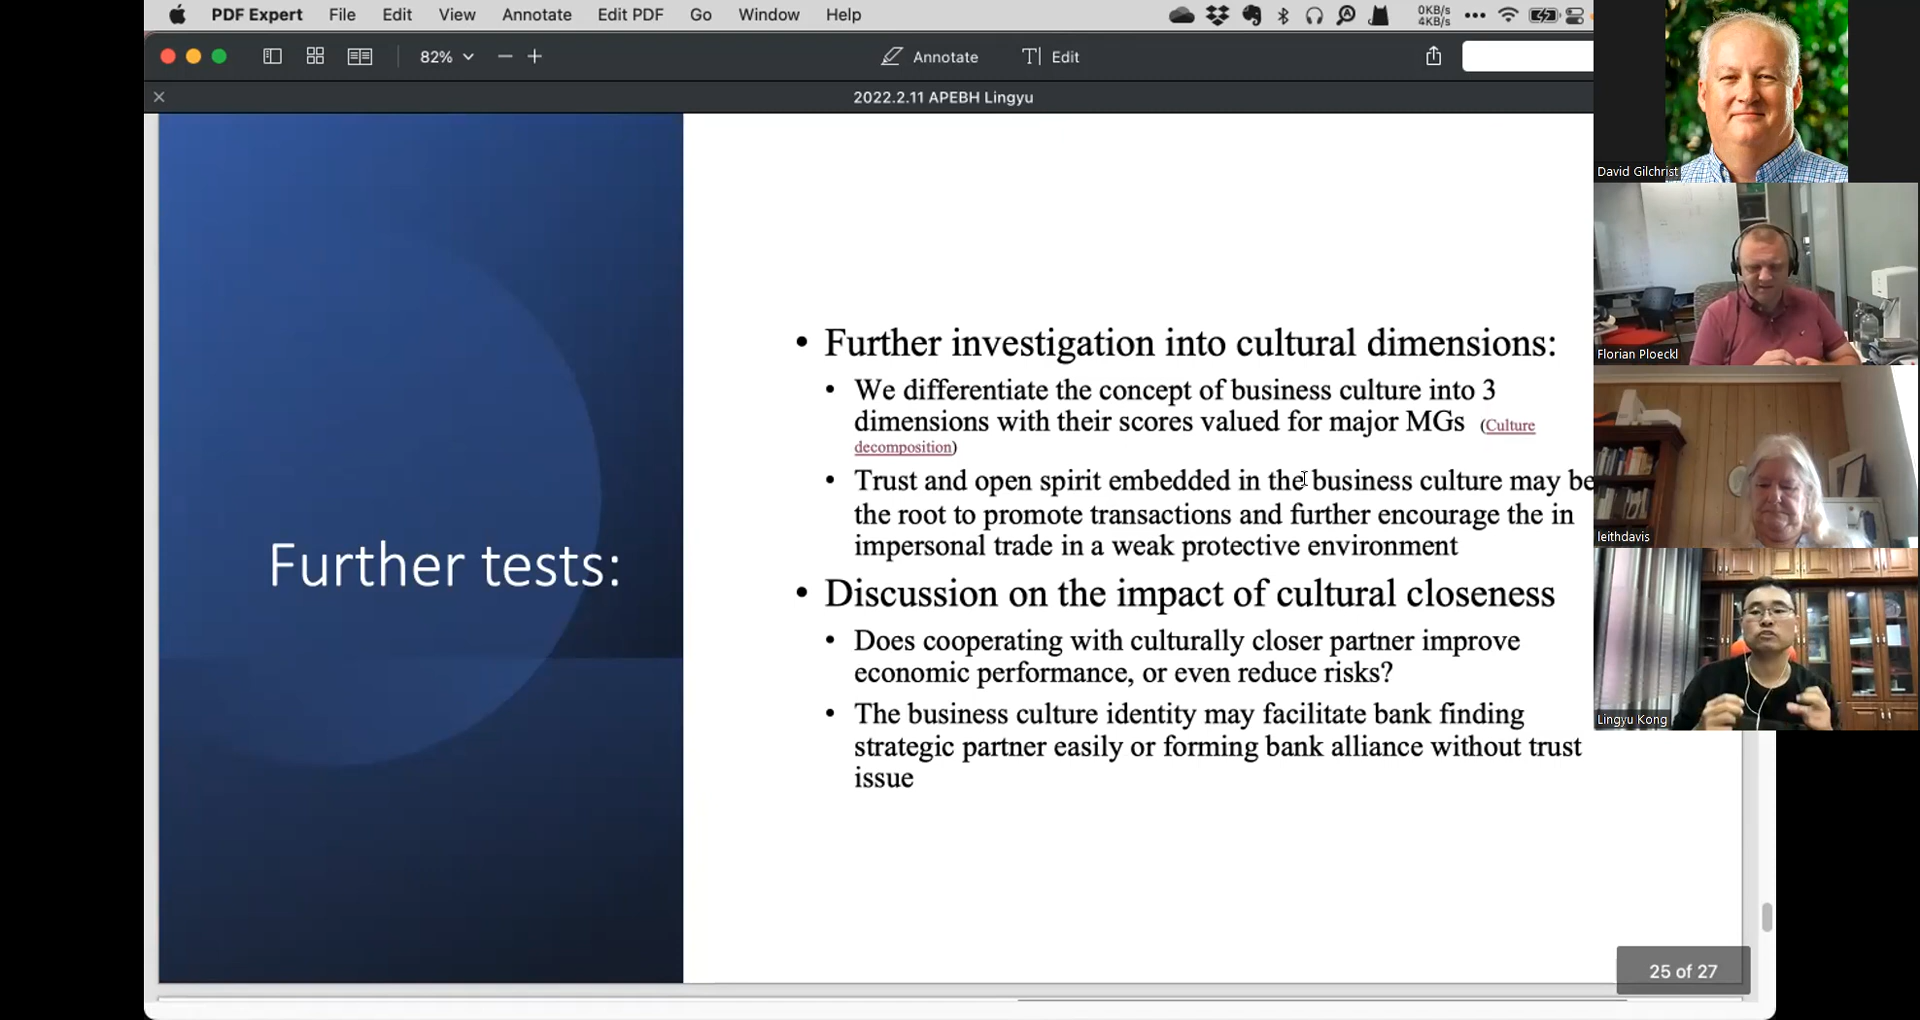 PDF Expert File Edit View Annotate Edit PDF Go Window Help 0KB/s
4KB/s
82% Annotate Edit
2022.2.11 APEBH Lingyu
Further tests:
• Further investigation into cultural dimensions:
• We differentiate the concept of business culture into 3
dimensions with their scores valued for major MGs (Culture
decomposition)
• Trust and open spirit embedded in the business culture may be
the root to promote transactions and further encourage the in
impersonal trade in a weak protective environment
• Discussion on the impact of cultural closeness
• Does cooperating with culturally closer partner improve
economic performance, or even reduce risks?
• The business culture identity may facilitate bank finding
strategic partner easily or forming bank alliance without trust
issue
25 of 27
David Gilchrist
Florian Ploeckl
leithdavis
Lingyu Kong